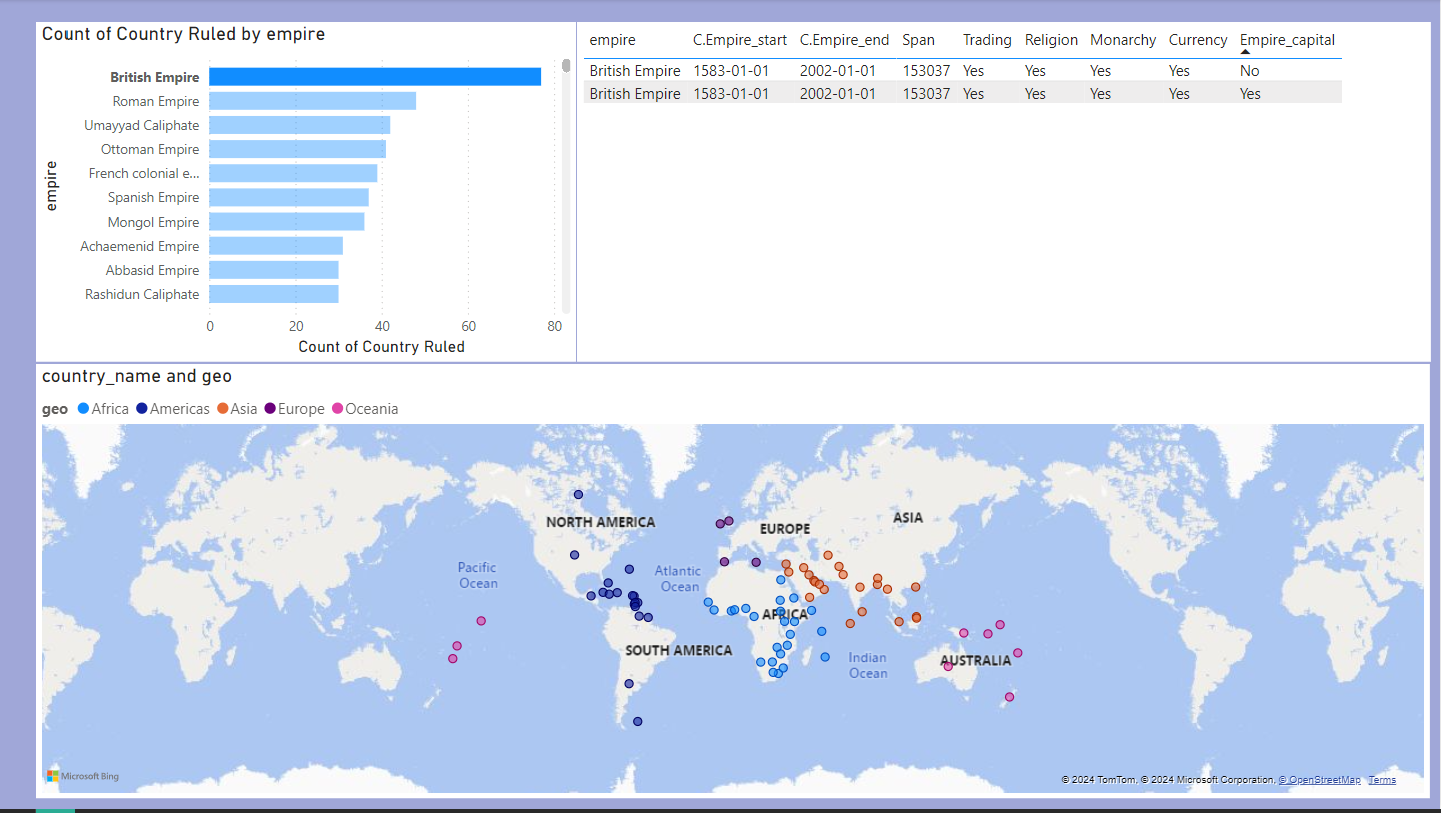 Count of Country Ruled by empire
empire
British Empire
Roman Empire
Umayyad Caliphate
Ottoman Empire
French colonial e...
Spanish Empire
Mongol Empire
Achaemenid Empire
Abbasid Empire
Rashidun Caliphate
0 20 40 60 80
Count of Country Ruled
empire C.Empire_start C.Empire_end Span Trading Religion Monarchy Currency Empire_capital
British Empire 1583-01-01 2002-01-01 153037 Yes Yes Yes Yes No
British Empire 1583-01-01 2002-01-01 153037 Yes Yes Yes Yes Yes
country_name and geo
geo Africa Americas Asia Europe Oceania
NORTH AMERICA
EUROPE
ASIA
Pacific
Ocean
Atlantic
Ocean
AFRICA
SOUTH AMERICA
Indian
Ocean
AUSTRALIA
Microsoft Bing
© 2024 TomTom, © 2024 Microsoft Corporation, © OpenStreetMap Terms